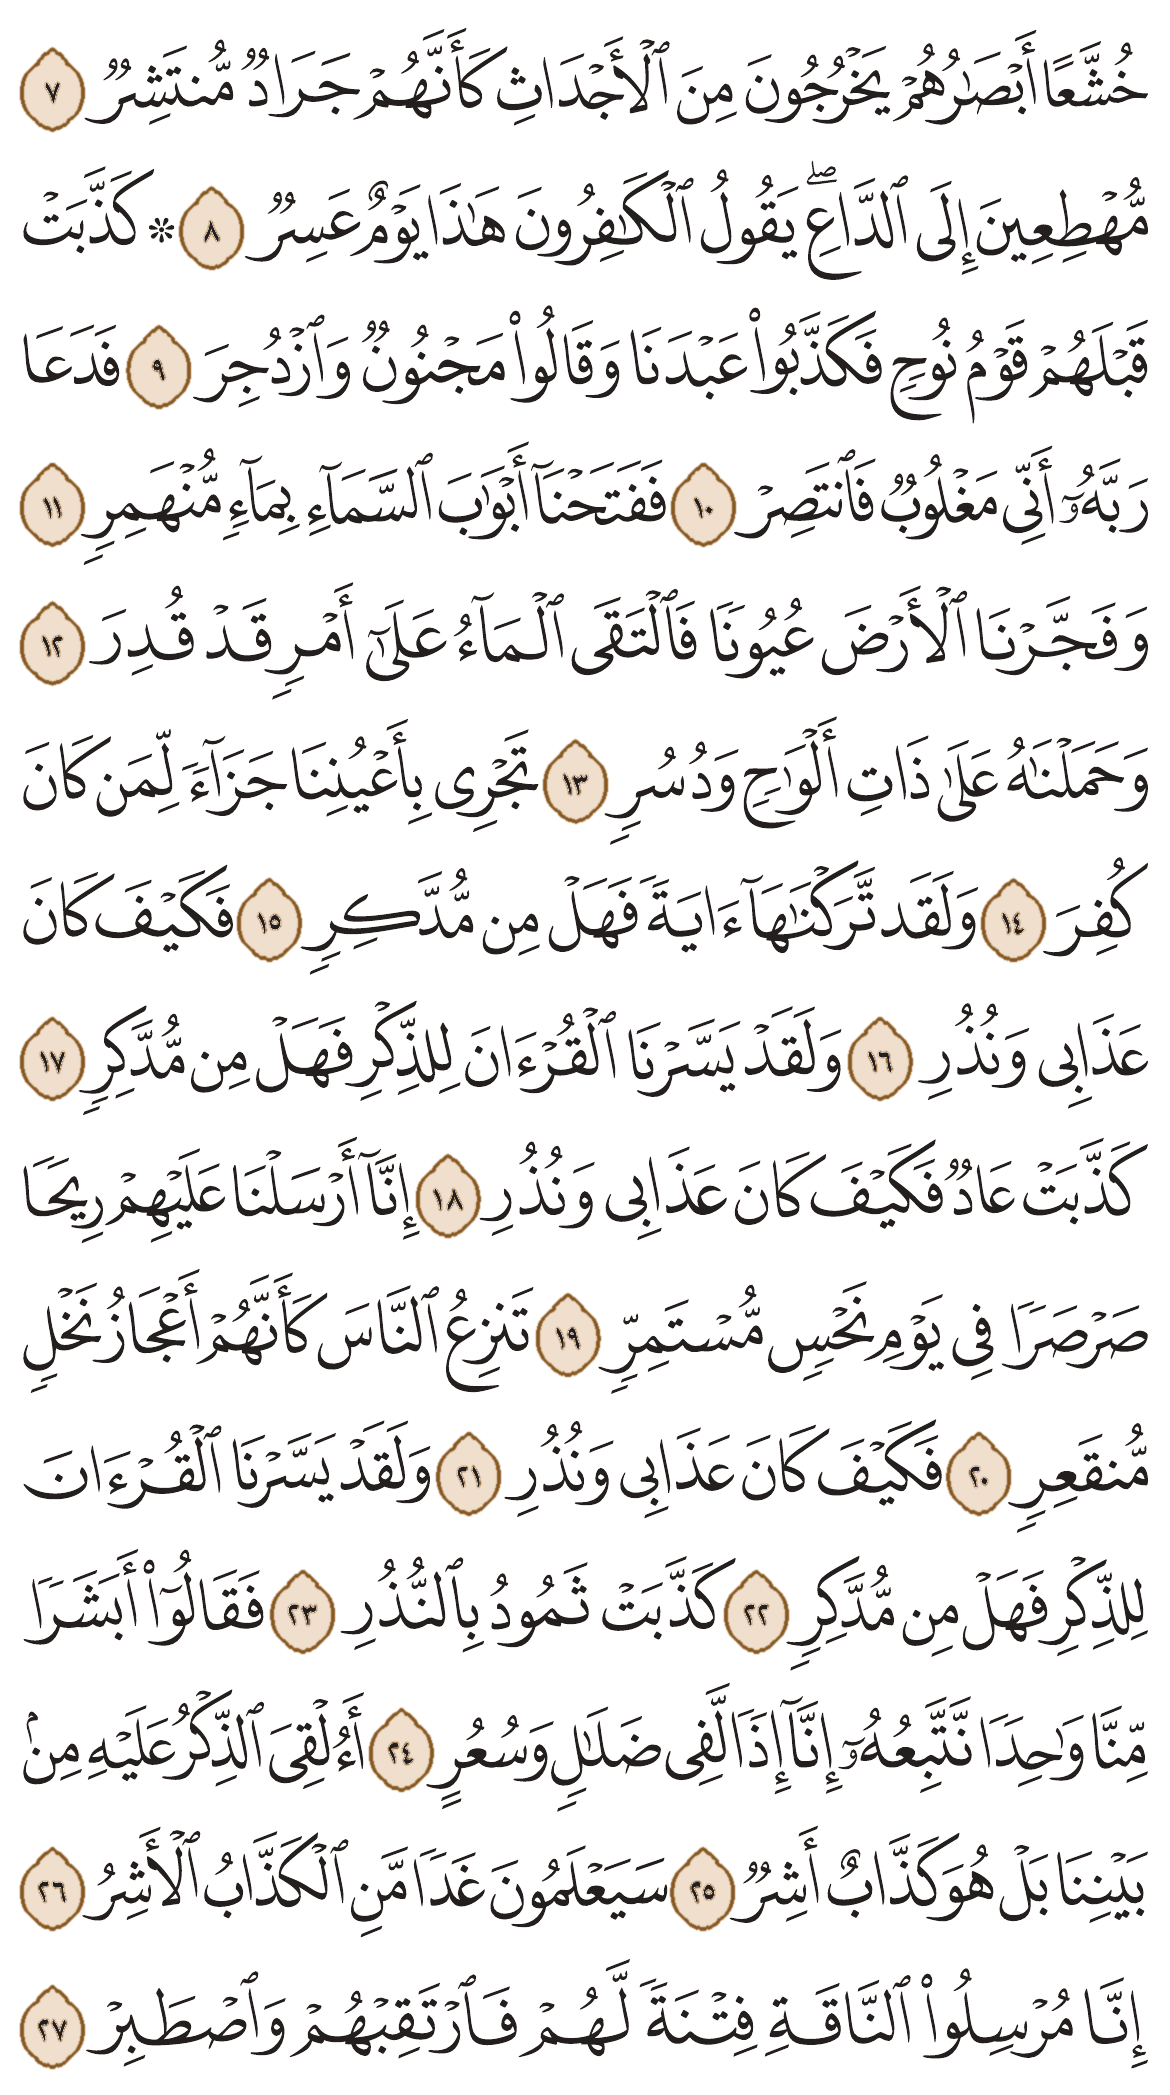 خُشَّعًا أَبْصَٰرُهُمْ يَخْرُجُونَ مِنَ ٱلْأَجْدَاثِ كَأَنَّهُمْ جَرَادٌ مُّنتَشِرٌ ٧
مُّهْطِعِينَ إِلَى ٱلدَّاعِ ۖ يَقُولُ ٱلْكَٰفِرُونَ هَٰذَا يَوْمٌ عَسِرٌ ٨ ۞ كَذَّبَتْ
قَبْلَهُمْ قَوْمُ نُوحٍ فَكَذَّبُوا۟ عَبْدَنَا وَقَالُوا۟ مَجْنُونٌ وَٱزْدُجِرَ ٩ فَدَعَا
رَبَّهُۥٓ أَنِّى مَغْلُوبٌ فَٱنتَصِرْ ١٠ فَفَتَحْنَآ أَبْوَٰبَ ٱلسَّمَآءِ بِمَآءٍ مُّنْهَمِرٍ ١١
وَفَجَّرْنَا ٱلْأَرْضَ عُيُونًا فَٱلْتَقَى ٱلْمَآءُ عَلَىٰٓ أَمْرٍ قَدْ قُدِرَ ١٢
وَحَمَلْنَٰهُ عَلَىٰ ذَاتِ أَلْوَٰحٍ وَدُسُرٍ ١٣ تَجْرِى بِأَعْيُنِنَا جَزَآءً لِّمَن كَانَ
كُفِرَ ١٤ وَلَقَد تَّرَكْنَٰهَآ ءَايَةً فَهَلْ مِن مُّدَّكِرٍ ١٥ فَكَيْفَ كَانَ
عَذَابِى وَنُذُرِ ١٦ وَلَقَدْ يَسَّرْنَا ٱلْقُرْءَانَ لِلذِّكْرِ فَهَلْ مِن مُّدَّكِرٍ ١٧
كَذَّبَتْ عَادٌ فَكَيْفَ كَانَ عَذَابِى وَنُذُرِ ١٨ إِنَّآ أَرْسَلْنَا عَلَيْهِمْ رِيحًا
صَرْصَرًا فِى يَوْمِ نَحْسٍ مُّسْتَمِرٍّ ١٩ تَنزِعُ ٱلنَّاسَ كَأَنَّهُمْ أَعْجَازُ نَخْلٍ
مُّنقَعِرٍ ٢٠ فَكَيْفَ كَانَ عَذَابِى وَنُذُرِ ٢١ وَلَقَدْ يَسَّرْنَا ٱلْقُرْءَانَ
لِلذِّكْرِ فَهَلْ مِن مُّدَّكِرٍ ٢٢ كَذَّبَتْ ثَمُودُ بِٱلنُّذُرِ ٢٣ فَقَالُوٓا۟ أَبَشَرًا
مِّنَّا وَٰحِدًا نَّتَّبِعُهُۥٓ إِنَّآ إِذًا لَّفِى ضَلَٰلٍ وَسُعُرٍ ٢٤ أَءُلْقِىَ ٱلذِّكْرُ عَلَيْهِ مِنۢ
بَيْنِنَا بَلْ هُوَ كَذَّابٌ أَشِرٌ ٢٥ سَيَعْلَمُونَ غَدًا مَّنِ ٱلْكَذَّابُ ٱلْأَشِرُ ٢٦
إِنَّا مُرْسِلُوا۟ ٱلنَّاقَةِ فِتْنَةً لَّهُمْ فَٱرْتَقِبْهُمْ وَٱصْطَبِرْ ٢٧